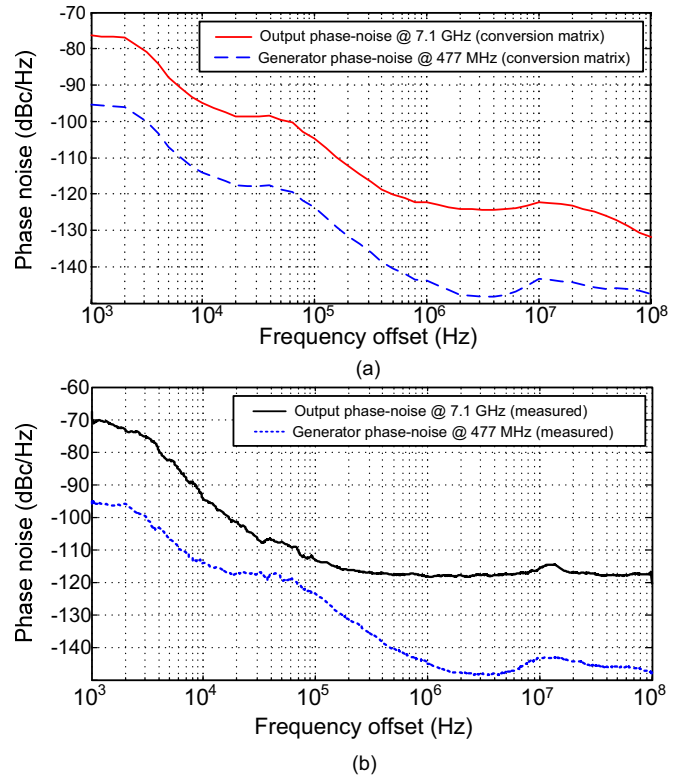 -70
-80
-90
-100
-110
-120
-130
-140
Phase noise (dBc/Hz)
Output phase-noise @ 7.1 GHz (conversion matrix)
Generator phase-noise @ 477 MHz (conversion matrix)
10^3 10^4 10^5 10^6 10^7 10^8
Frequency offset (Hz)
(a)
-60
-70
-80
-90
-100
-110
-120
-130
-140
Phase noise (dBc/Hz)
Output phase-noise @ 7.1 GHz (measured)
Generator phase-noise @ 477 MHz (measured)
10^3 10^4 10^5 10^6 10^7 10^8
Frequency offset (Hz)
(b)